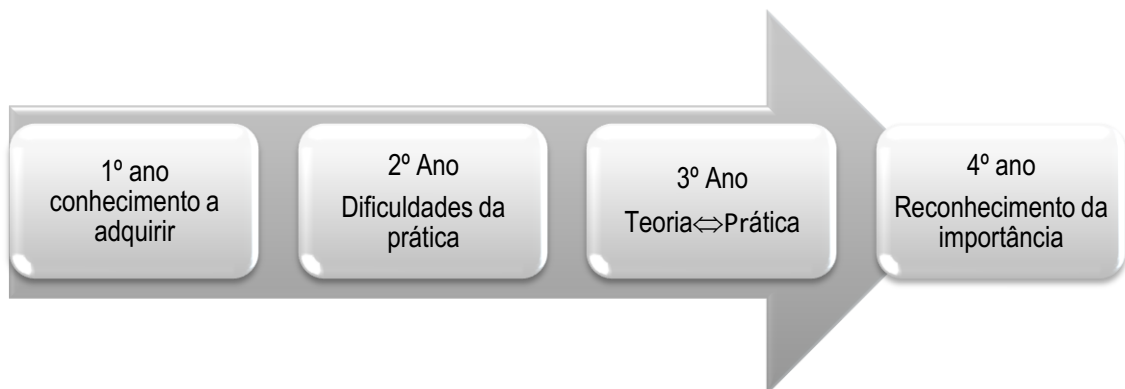 1º ano
conhecimento a
adquirir
2º Ano
Dificuldades da
prática
3º Ano
Teoria⇔Prática
4º ano
Reconhecimento da
importância